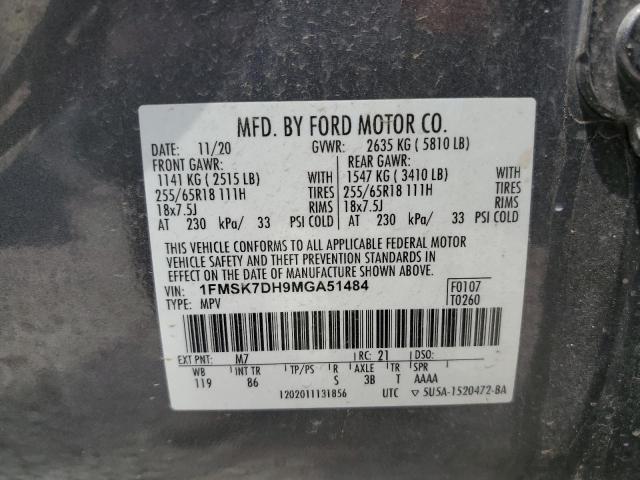 MFD. BY FORD MOTOR CO.
DATE: 11/20 GVWR: 2635 KG ( 5810 LB)
FRONT GAWR: REAR GAWR:
1141 KG ( 2515 LB) WITH 1547 KG ( 3410 LB) WITH
255/65R18 111H TIRES 255/65R18 111H TIRES
18x7.5J RIMS 18x7.5J RIMS
AT 230 kPa/ 33 PSI COLD AT 230 kPa/ 33 PSI COLD
THIS VEHICLE CONFORMS TO ALL APPLICABLE FEDERAL MOTOR
VEHICLE SAFETY AND THEFT PREVENTION STANDARDS IN
EFFECT ON THE DATE OF MANUFACTURE SHOWN ABOVE.
VIN: 1FMSK7DH9MGA51484 F0107
TYPE: MPV T0260
EXT PNT: M7 RC: 21 DSO:
WB INT TR TP/PS R AXLE TR SPR
119 86 S 3B T AAAA
1202011131856 UTC ▽ SU5A-1520472-BA